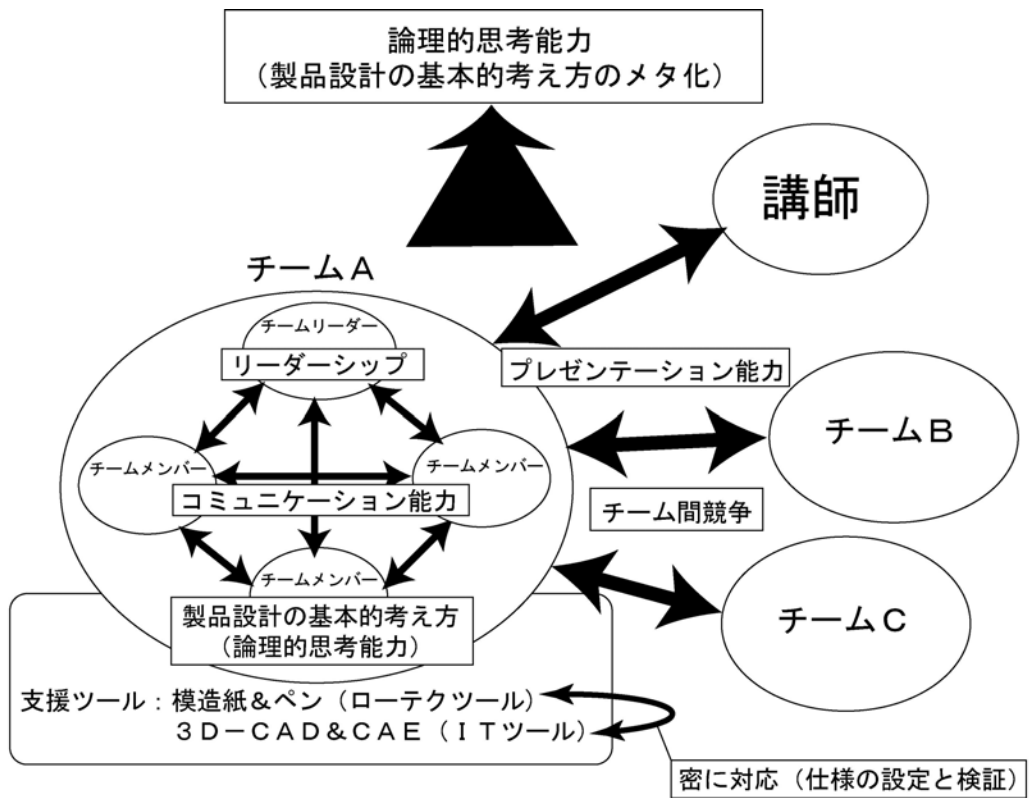 論理的思考能力
（製品設計の基本的考え方のメタ化）
講師
チームＡ
チームリーダー
リーダーシップ
プレゼンテーション能力
チームＢ
チームメンバー
チームメンバー
コミュニケーション能力
チーム間競争
チームメンバー
チームＣ
製品設計の基本的考え方
（論理的思考能力）
支援ツール：模造紙＆ペン（ローテクツール）
３Ｄ－ＣＡＤ＆ＣＡＥ（ＩＴツール）
密に対応（仕様の設定と検証）